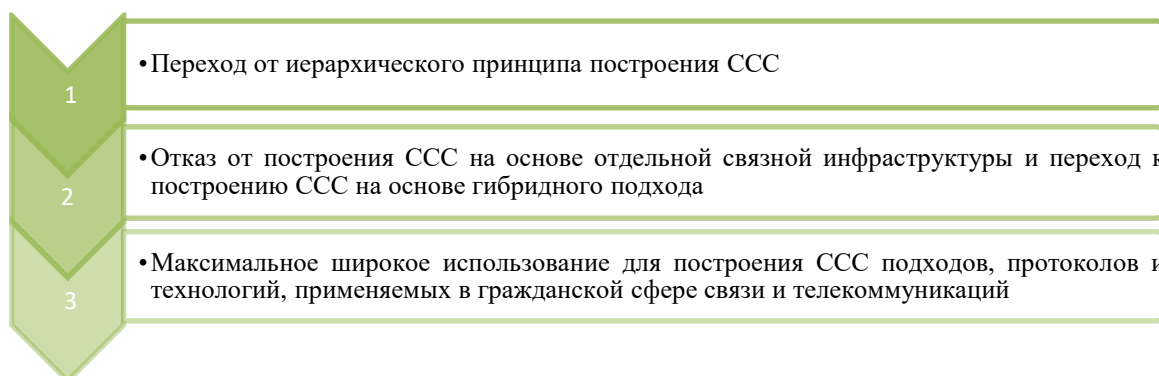 1
•Переход от иерархического принципа построения ССС
2
•Отказ от построения ССС на основе отдельной связной инфраструктуры и переход к
построению ССС на основе гибридного подхода
3
•Максимальное широкое использование для построения ССС подходов, протоколов и
технологий, применяемых в гражданской сфере связи и телекоммуникаций